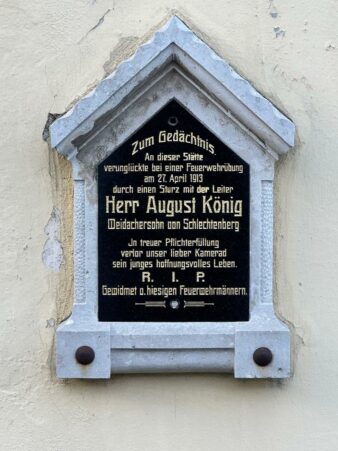 Zum Gedächtnis
An dieser Stätte
verunglückte bei einer Feuerwehrübung
am 27. April 1913
durch einen Sturz mit der Leiter
Herr August König
Weidachersohn von Schlechtenberg
In treuer Pflichterfüllung
verlor unser lieber Kamerad
sein junges hoffnungsvolles Leben.
R. I. P.
Gewidmet v. hiesigen Feuerwehrmännern.